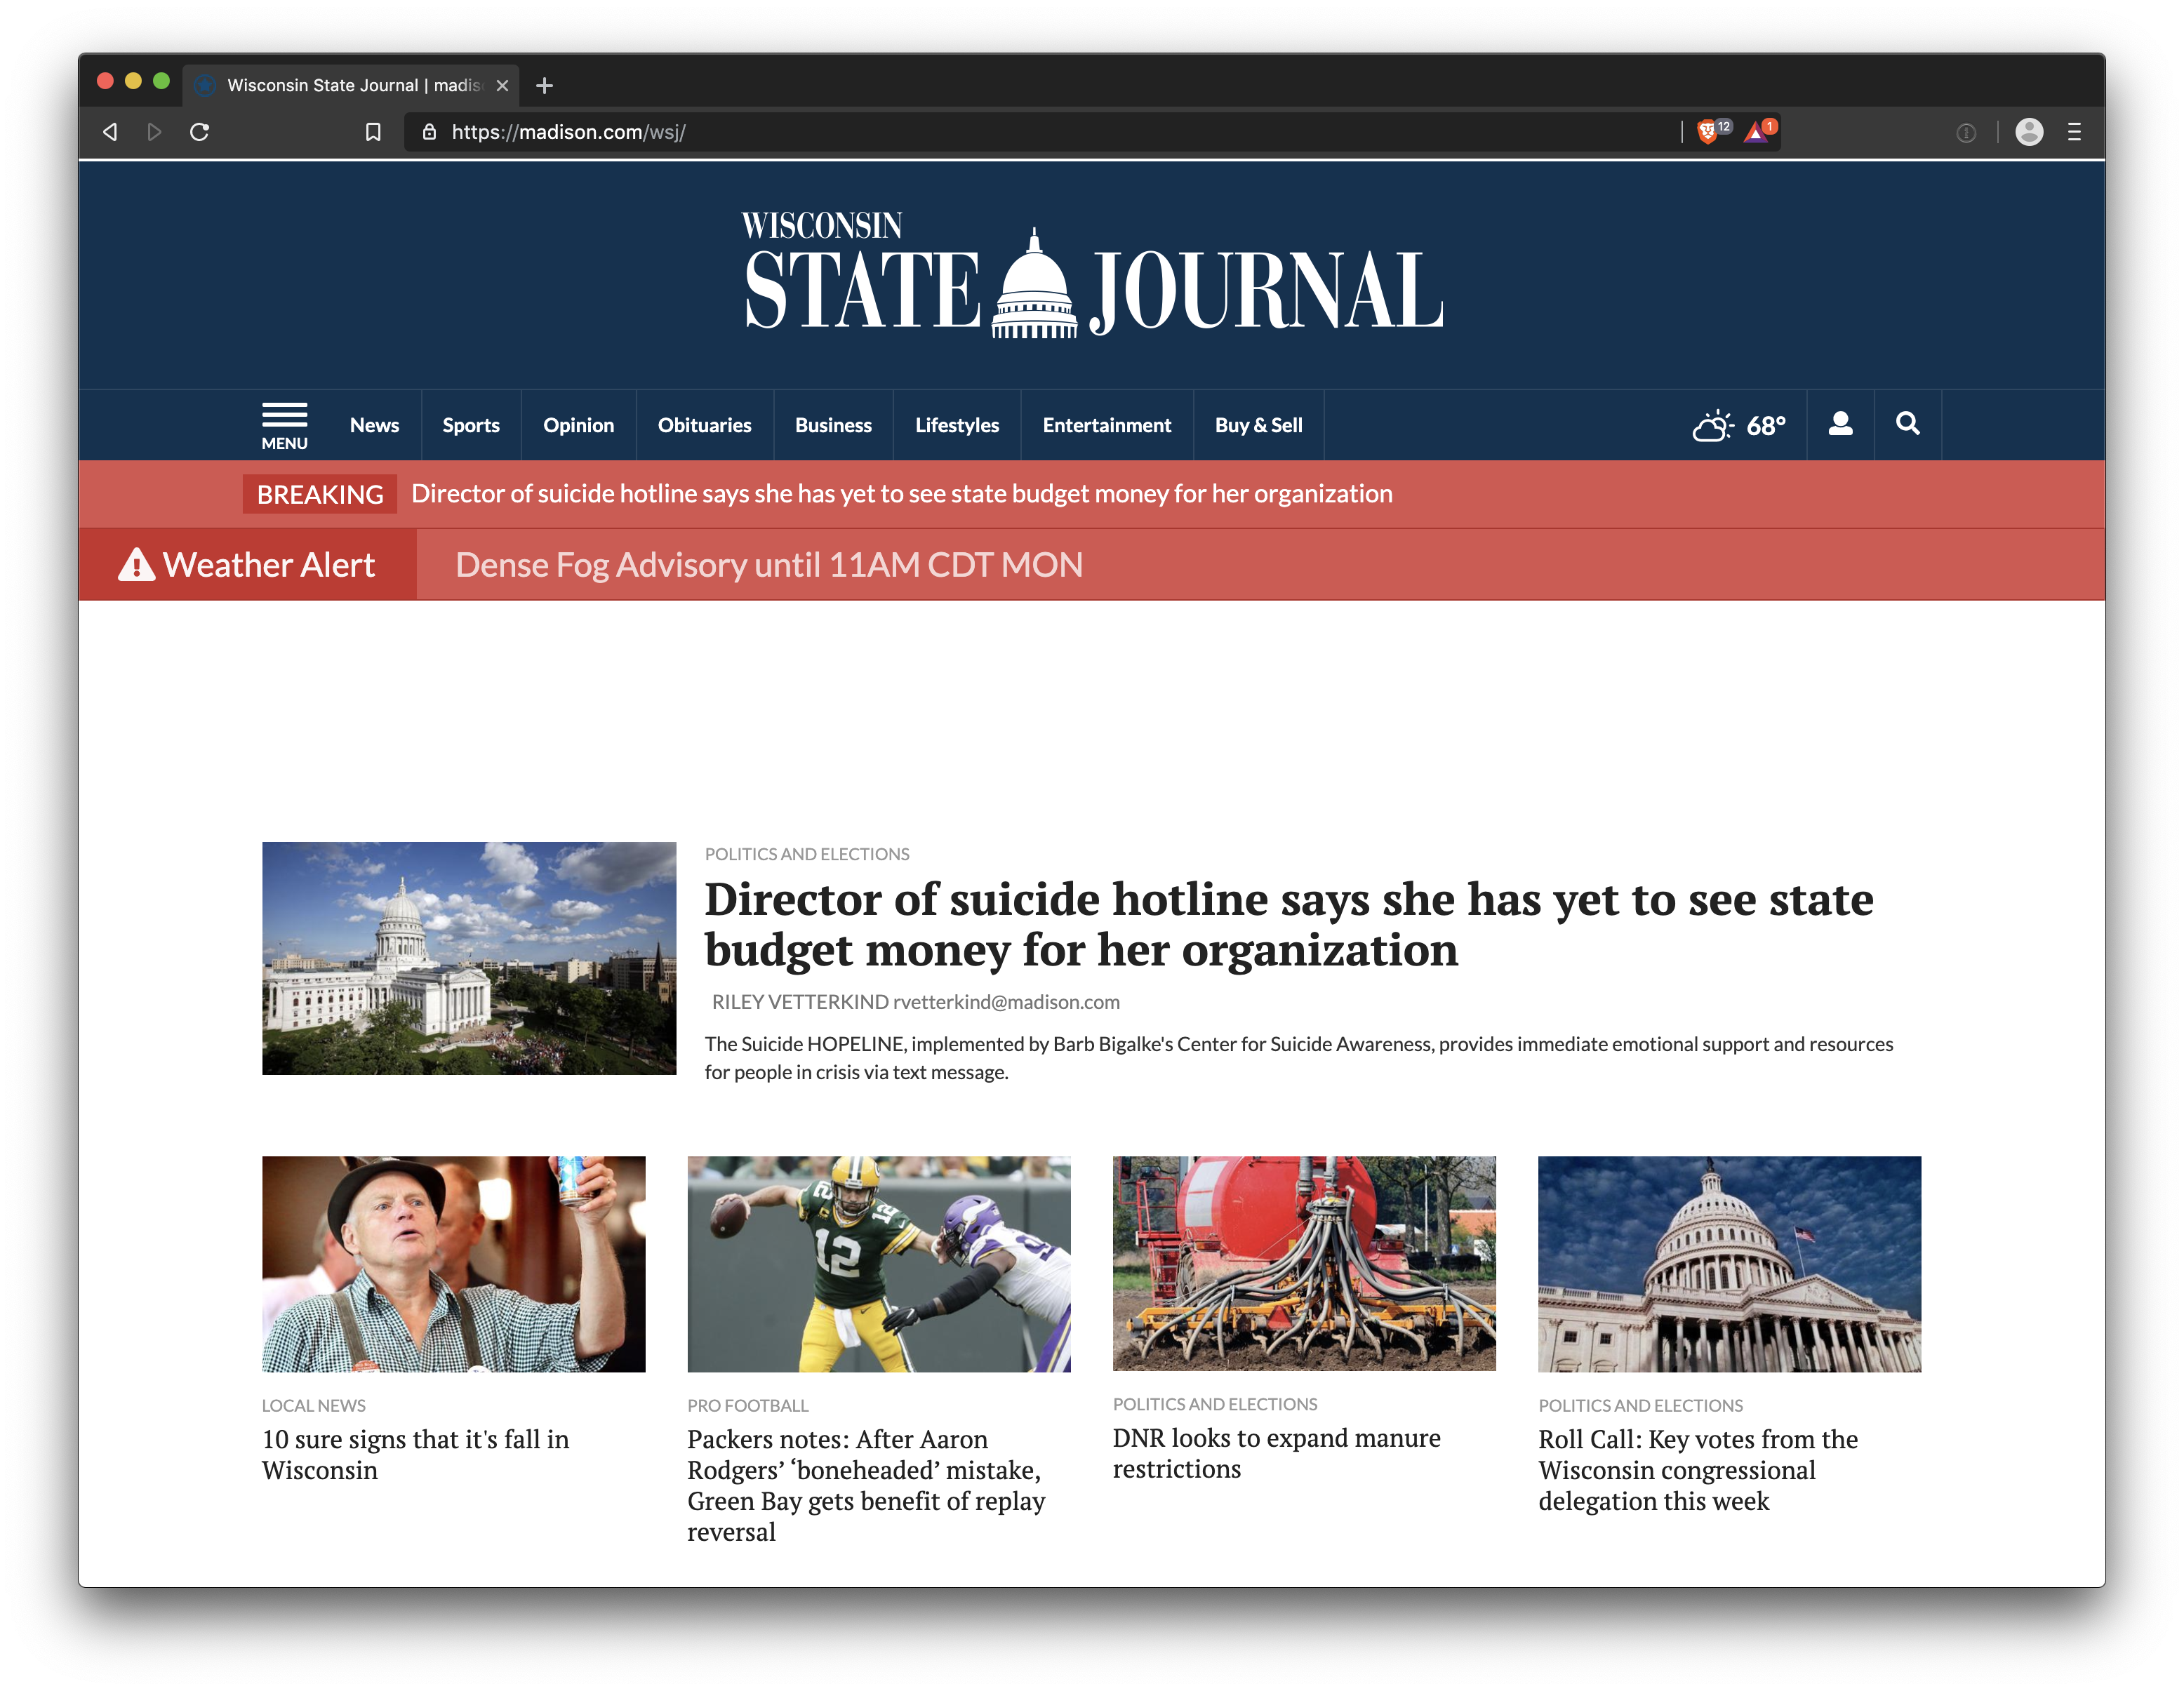 Wisconsin State Journal | madis
https://madison.com/wsj/
12
1
WISCONSIN
STATE JOURNAL
MENU
News
Sports
Opinion
Obituaries
Business
Lifestyles
Entertainment
Buy & Sell
68°
BREAKING
Director of suicide hotline says she has yet to see state budget money for her organization
Weather Alert
Dense Fog Advisory until 11AM CDT MON
POLITICS AND ELECTIONS
Director of suicide hotline says she has yet to see state
budget money for her organization
RILEY VETTERKIND rvetterkind@madison.com
The Suicide HOPELINE, implemented by Barb Bigalke's Center for Suicide Awareness, provides immediate emotional support and resources
for people in crisis via text message.
12
12
12
LOCAL NEWS
10 sure signs that it's fall in
Wisconsin
PRO FOOTBALL
Packers notes: After Aaron
Rodgers’ ‘boneheaded’ mistake,
Green Bay gets benefit of replay
reversal
POLITICS AND ELECTIONS
DNR looks to expand manure
restrictions
POLITICS AND ELECTIONS
Roll Call: Key votes from the
Wisconsin congressional
delegation this week